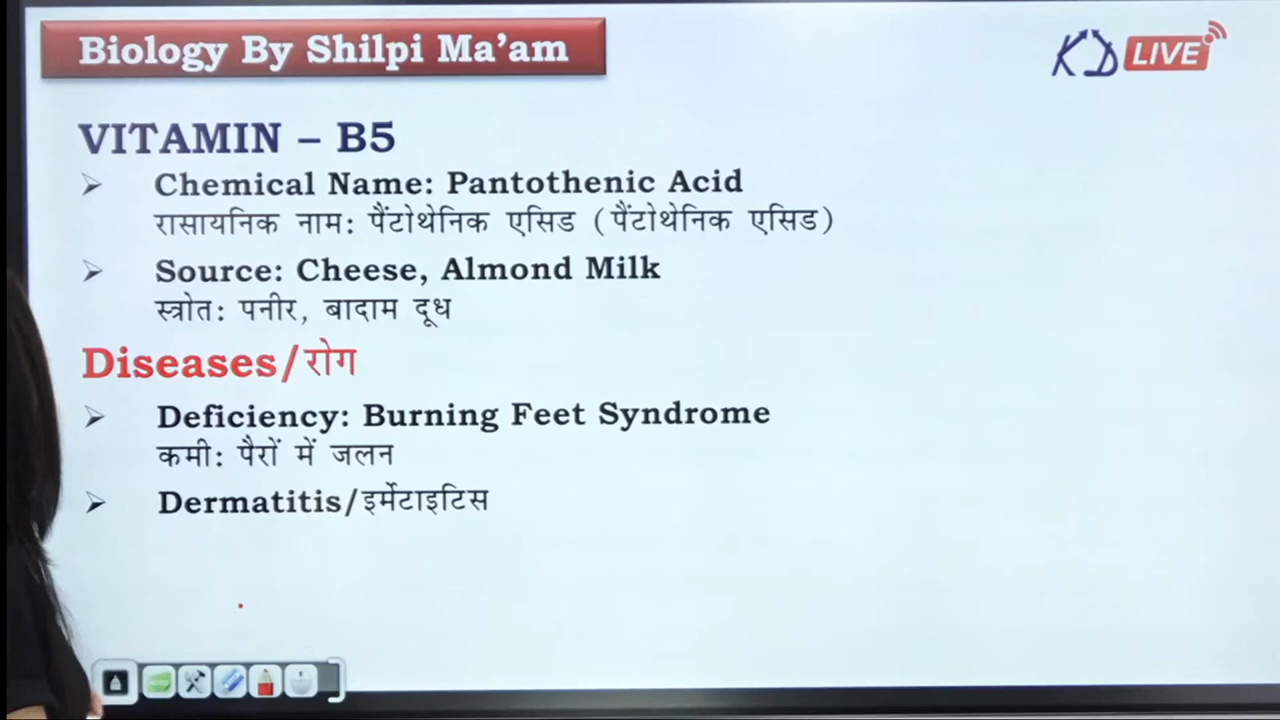 Biology By Shilpi Ma’am
KD LIVE
VITAMIN – B5
➢ Chemical Name: Pantothenic Acid
रासायनिक नाम: पैंटोथेनिक एसिड (पैंटोथेनिक एसिड)
➢ Source: Cheese, Almond Milk
स्त्रोत: पनीर, बादाम दूध
Diseases/रोग
➢ Deficiency: Burning Feet Syndrome
कमी: पैरों में जलन
➢ Dermatitis/इर्मेटाइटिस